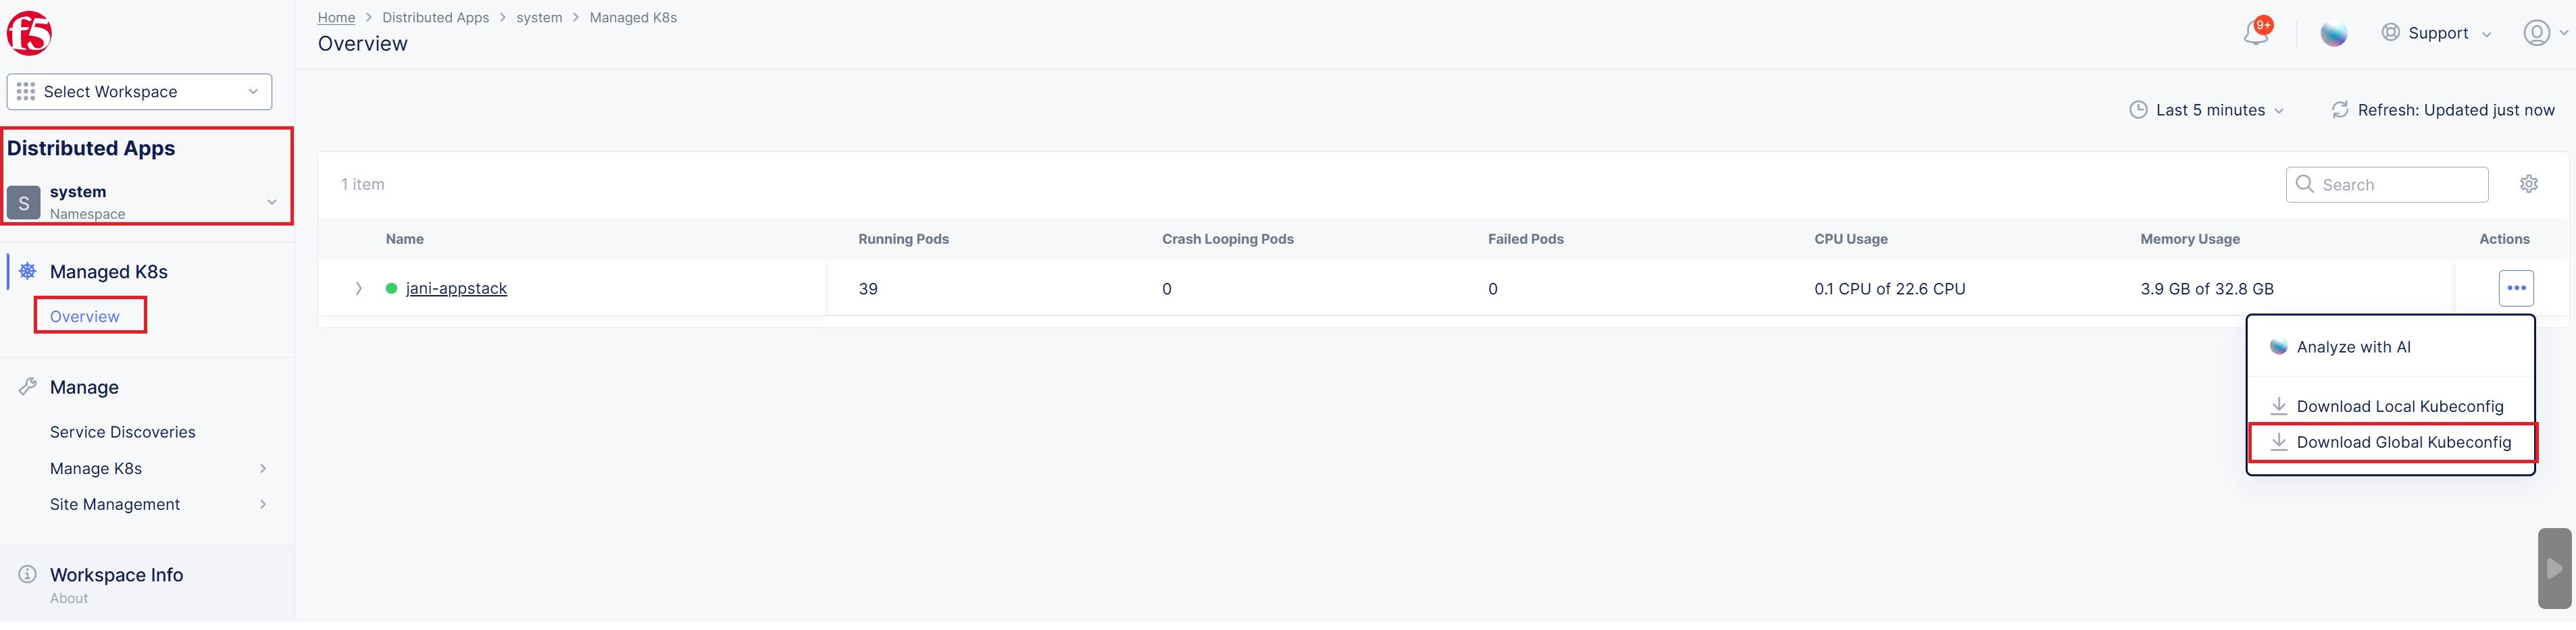 f5
Select Workspace
Distributed Apps
S
system
Namespace
Managed K8s
Overview
Manage
Service Discoveries
Manage K8s
Site Management
Workspace Info
About
Home > Distributed Apps > system > Managed K8s
Overview
9+
Support
Last 5 minutes
Refresh: Updated just now
1 item
Search
Name Running Pods Crash Looping Pods Failed Pods CPU Usage Memory Usage Actions
jani-appstack 39 0 0 0.1 CPU of 22.6 CPU 3.9 GB of 32.8 GB
Analyze with AI
Download Local Kubeconfig
Download Global Kubeconfig